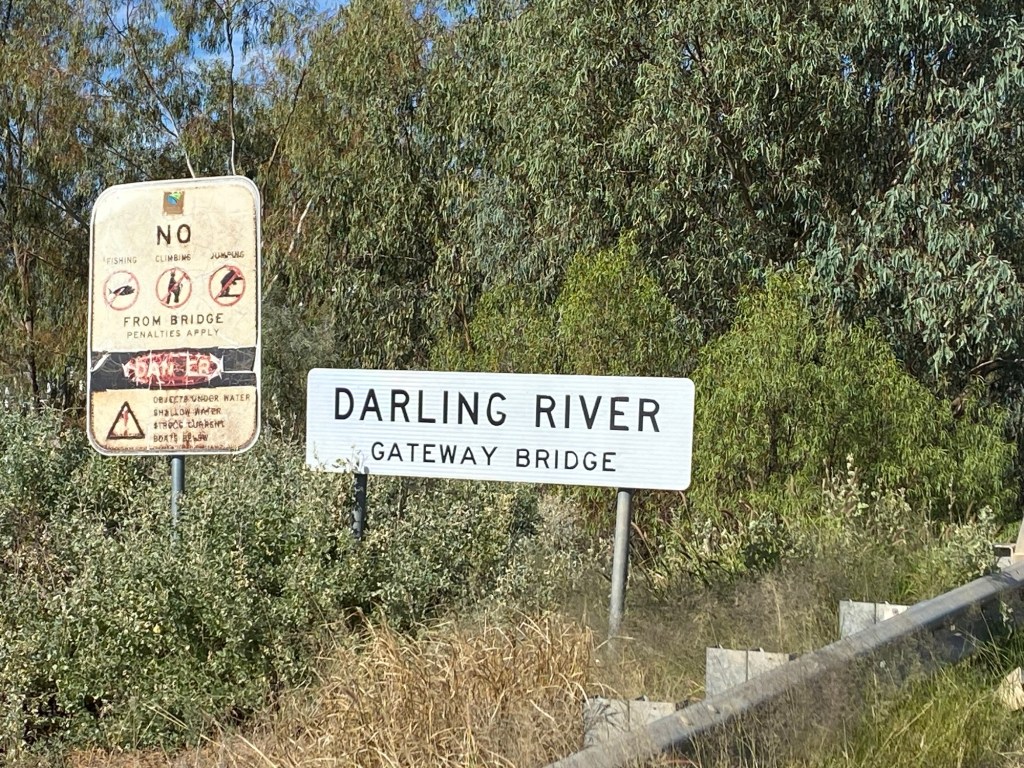 NO
FISHING CLIMBING JUMPING
FROM BRIDGE
PENALTIES APPLY
DANGER
OBJECTS UNDER WATER
SHALLOW WATER
STRONG CURRENT
BOATS BELOW
DARLING RIVER
GATEWAY BRIDGE